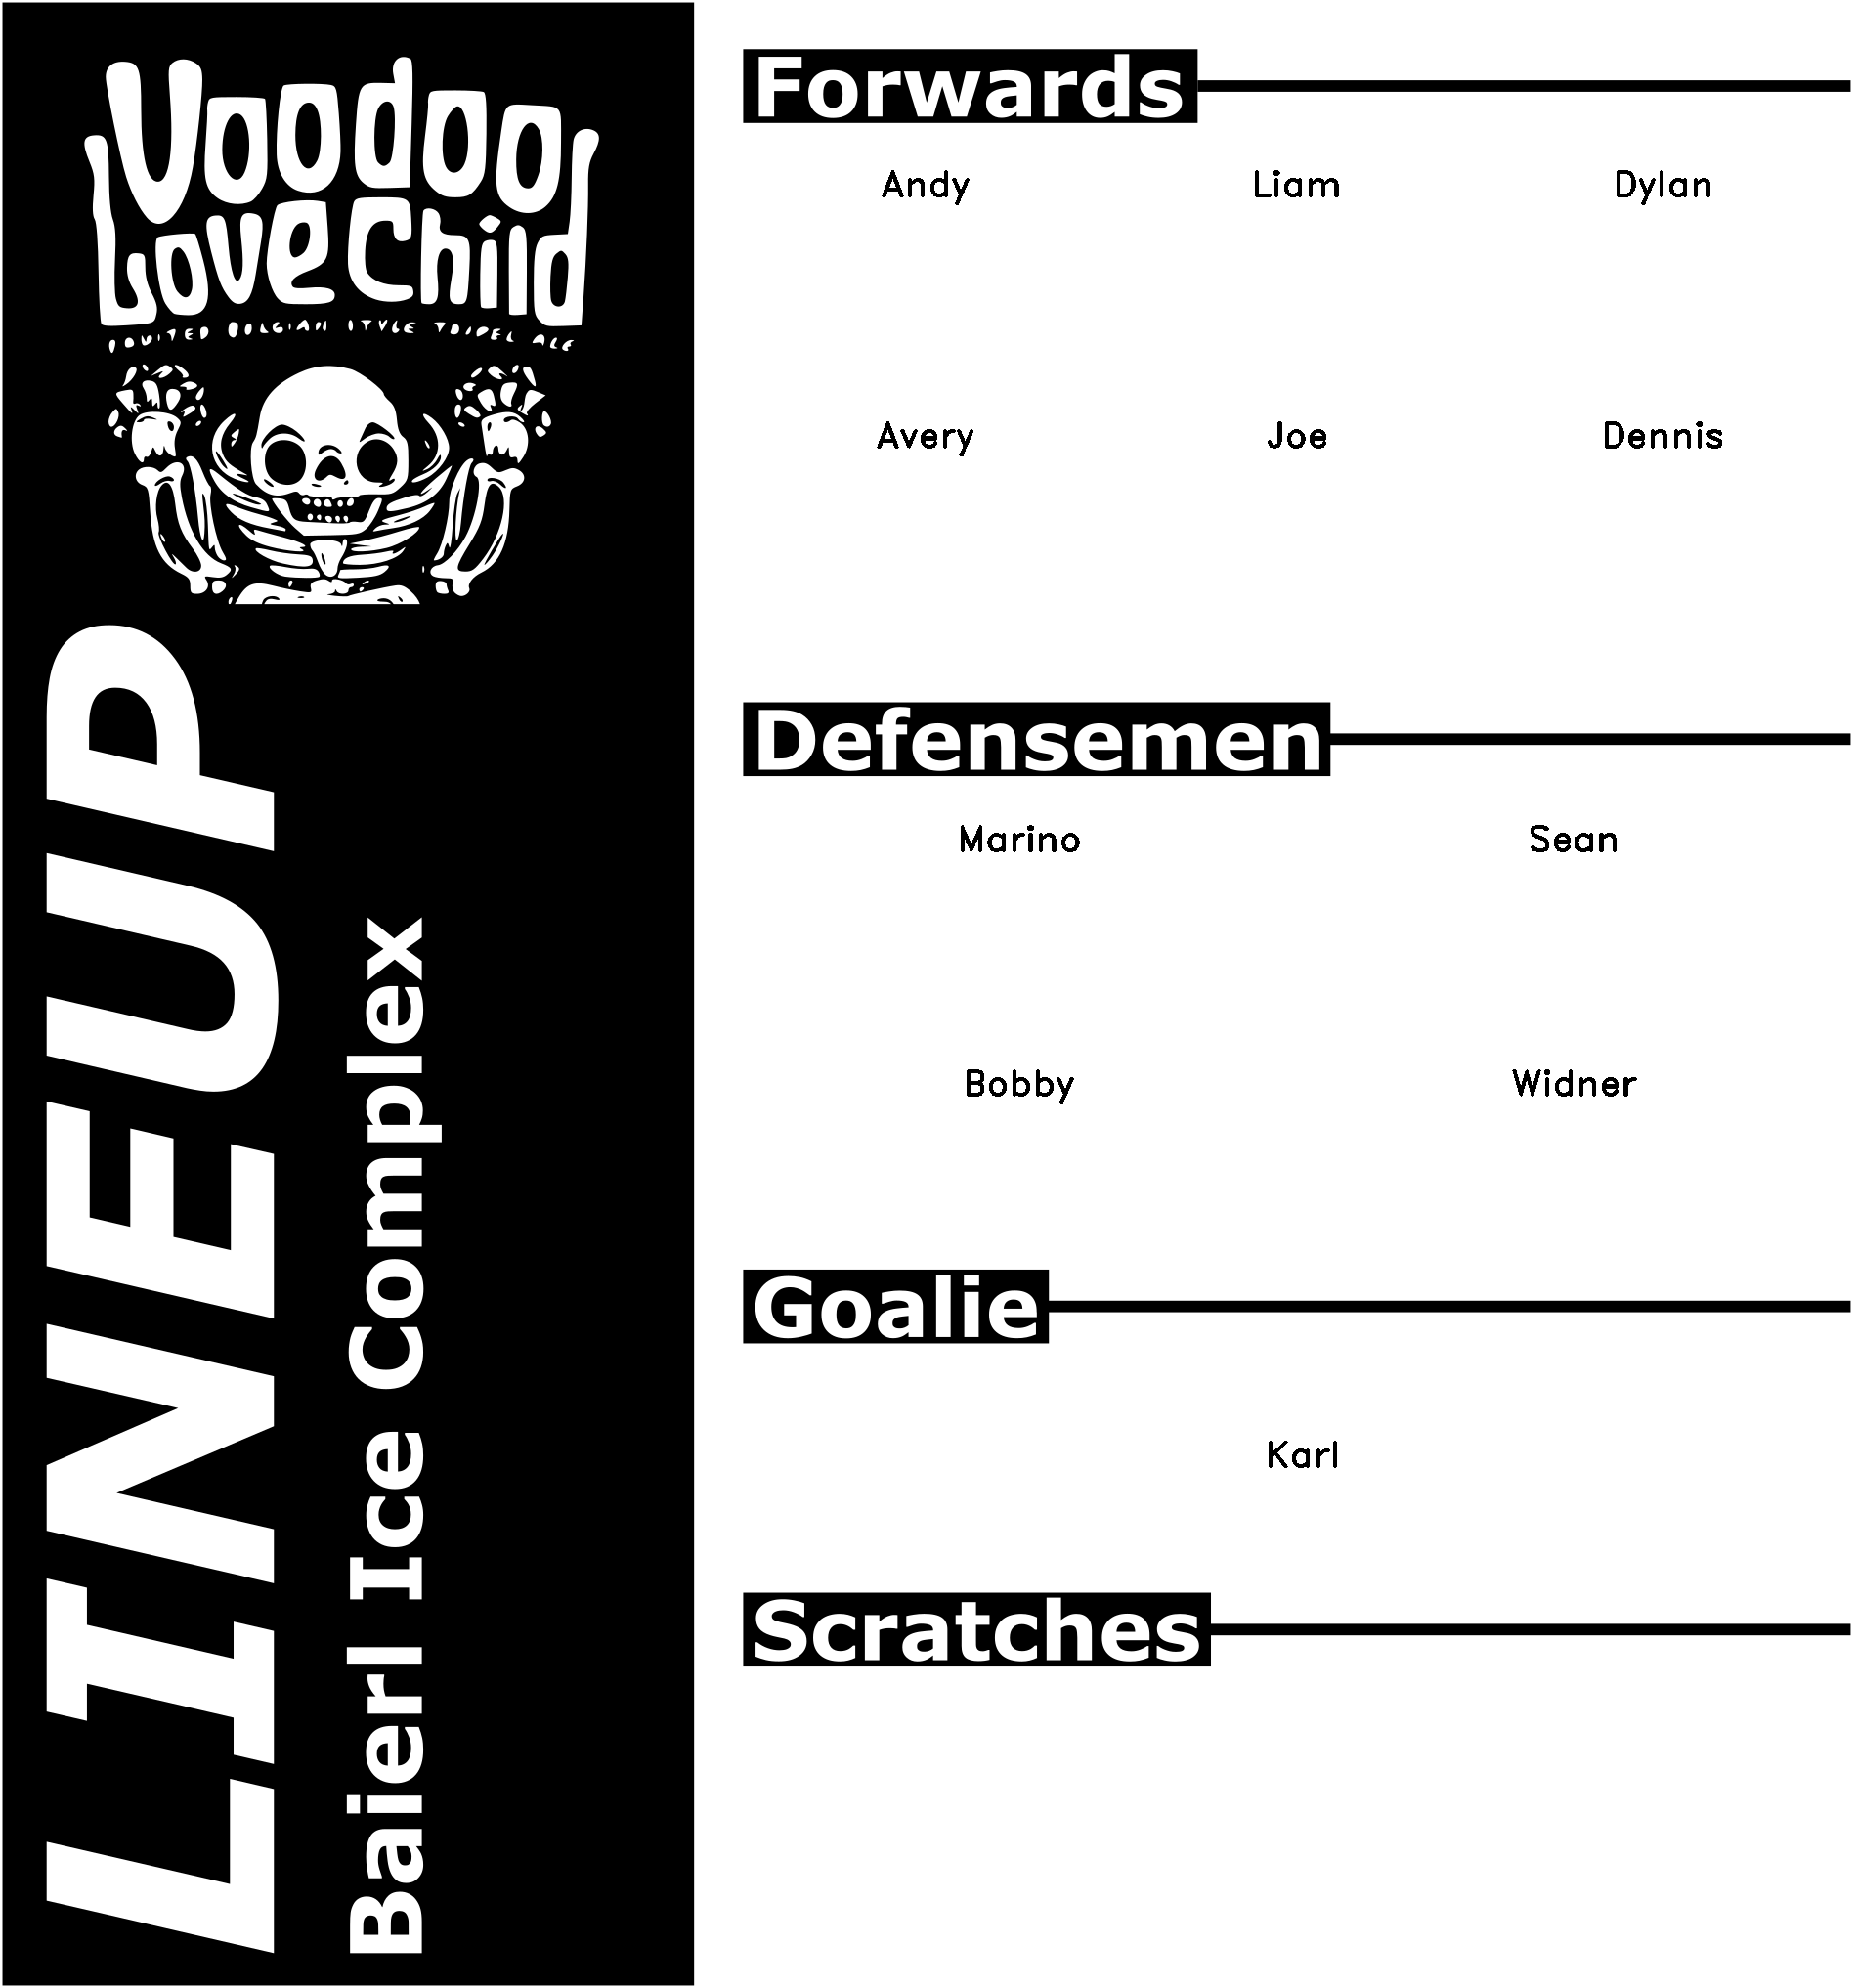 Voodoo
Love Child
LINEUP
Baierl Ice Complex
Forwards
Andy Liam Dylan
Avery Joe Dennis
Defensemen
Marino Sean
Bobby Widner
Goalie
Karl
Scratches